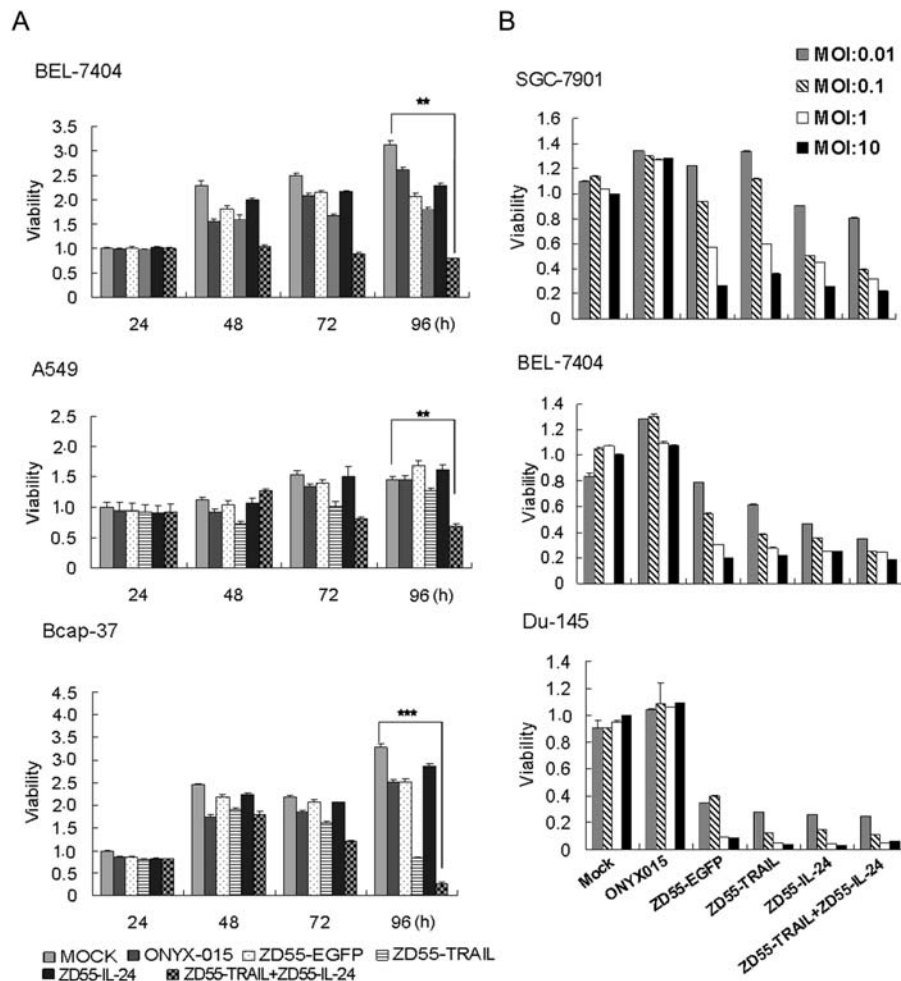 A
BEL-7404
Viability
3.5
3.0
2.5
2.0
1.5
1.0
0.5
0
**
24 48 72 96 (h)
A549
Viability
2.5
2.0
1.5
1.0
0.5
0
**
24 48 72 96 (h)
Bcap-37
Viability
4.5
4.0
3.5
3.0
2.5
2.0
1.5
1.0
0.5
0
***
24 48 72 96 (h)
MOCK ONYX-015 ZD55-EGFP ZD55-TRAIL
ZD55-IL-24 ZD55-TRAIL+ZD55-IL-24
B
MOI:0.01
MOI:0.1
MOI:1
MOI:10
SGC-7901
Viability
1.6
1.4
1.2
1.0
0.8
0.6
0.4
0.2
0
BEL-7404
Viability
1.4
1.2
1.0
0.8
0.6
0.4
0.2
0
Du-145
Viability
1.4
1.2
1.0
0.8
0.6
0.4
0.2
0
Mock
ONYX015
ZD55-EGFP
ZD55-TRAIL
ZD55-IL-24
ZD55-TRAIL+ZD55-IL-24